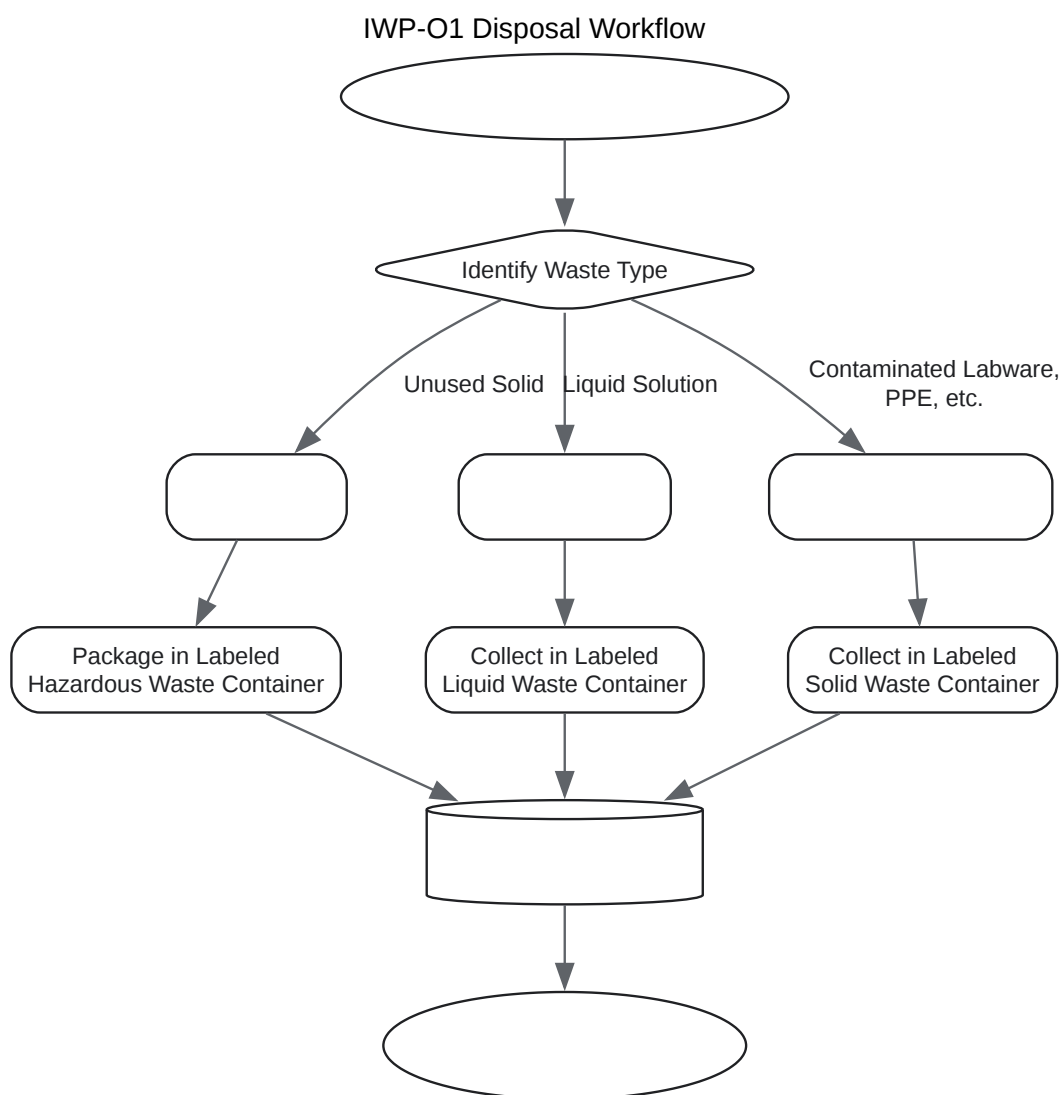 IWP-O1 Disposal Workflow
Identify Waste Type
Unused Solid
Liquid Solution
Contaminated Labware,
PPE, etc.
Package in Labeled
Hazardous Waste Container
Collect in Labeled
Liquid Waste Container
Collect in Labeled
Solid Waste Container